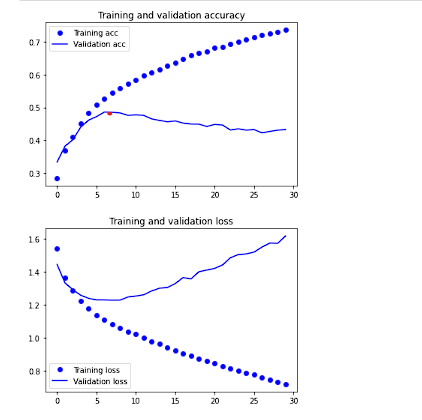 Training and validation accuracy
Training acc
Validation acc
0.7
0.6
0.5
0.4
0.3
0 5 10 15 20 25 30
Training and validation loss
1.6
1.4
1.2
1.0
0.8
Training loss
Validation loss
0 5 10 15 20 25 30